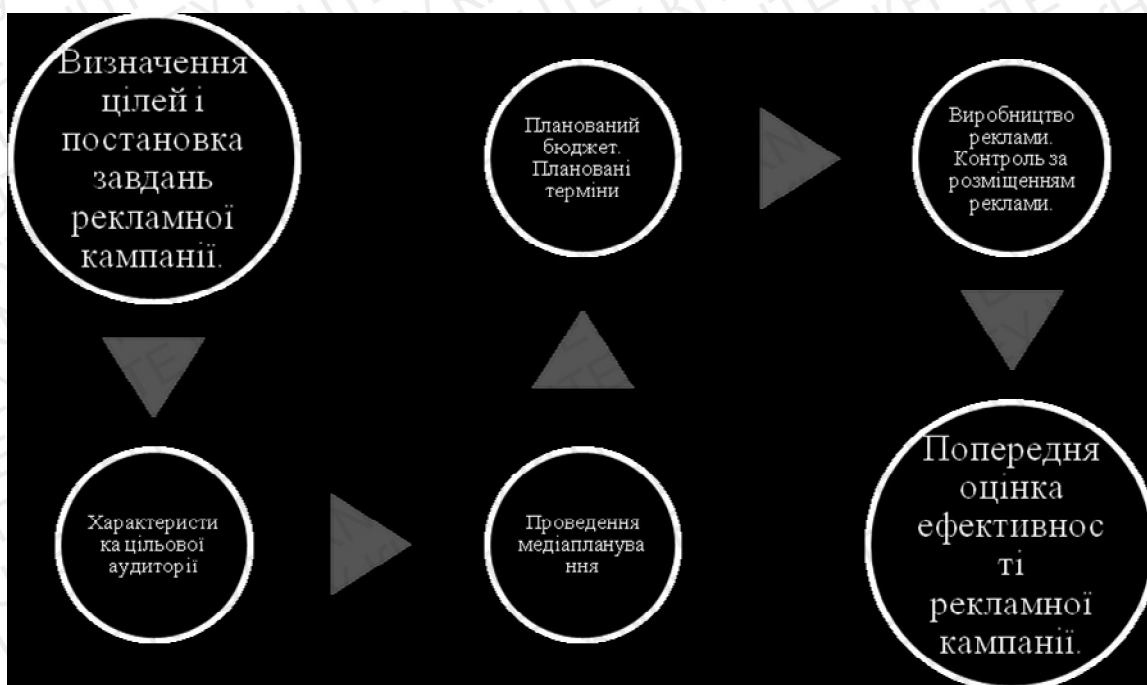 Визначення
цілей і
постановка
завдань
рекламної
кампанії.
Характеристи
ка цільової
аудиторії
Проведення
медіапланува
ння
Планований
бюджет.
Плановані
терміни
Виробництво
реклами.
Контроль за
розміщенням
реклами.
Попередня
оцінка
ефективнос
ті
рекламної
кампанії.